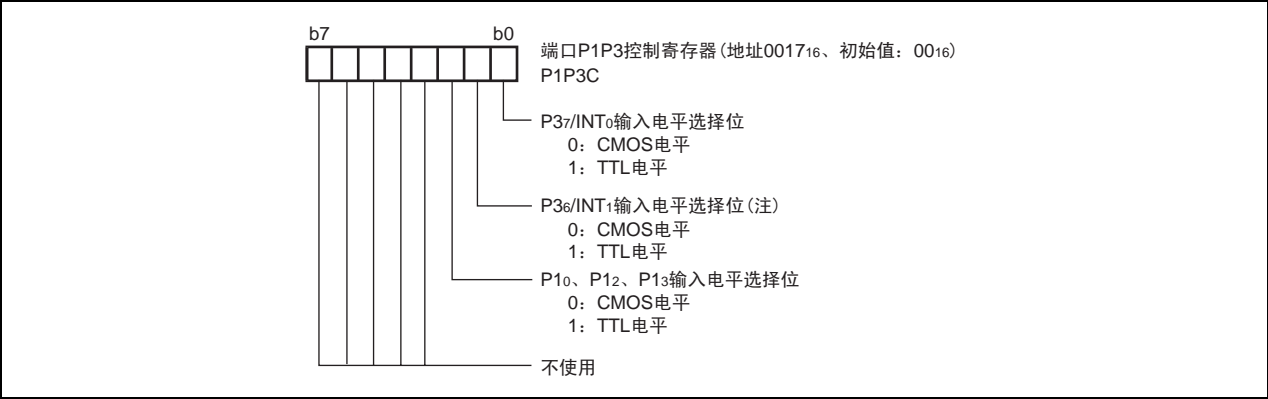 b7 b0
端口P1P3控制寄存器(地址001716、初始值：0016)
P1P3C
P37/INT0输入电平选择位
0：CMOS电平
1：TTL电平
P36/INT1输入电平选择位(注)
0：CMOS电平
1：TTL电平
P10、P12、P13输入电平选择位
0：CMOS电平
1：TTL电平
不使用